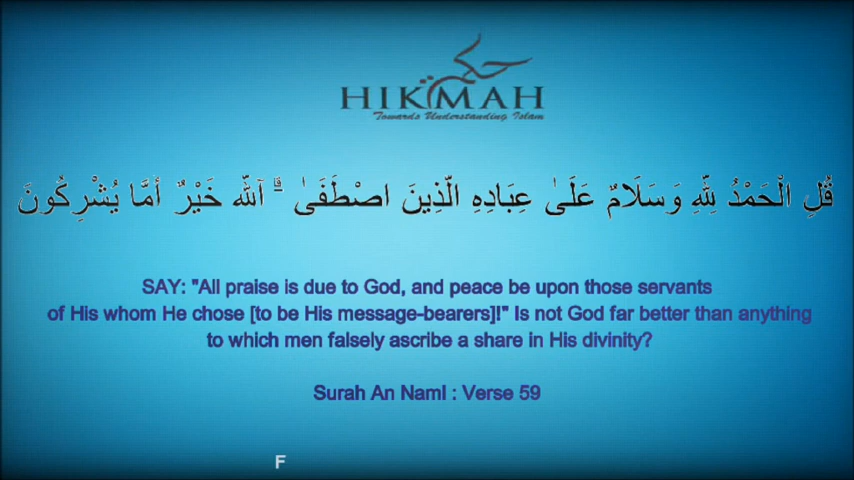 حكمة
HIKMAH
Towards Understanding Islam
قُلِ الْحَمْدُ لِلَّهِ وَسَلَامٌ عَلَىٰ عِبَادِهِ الَّذِينَ اصْطَفَىٰ ۗ آللَّه خَيْرٌ أَمَّا يُشْرِكُونَ
SAY: "All praise is due to God, and peace be upon those servants
of His whom He chose [to be His message-bearers]!" Is not God far better than anything
to which men falsely ascribe a share in His divinity?
Surah An Naml : Verse 59
F